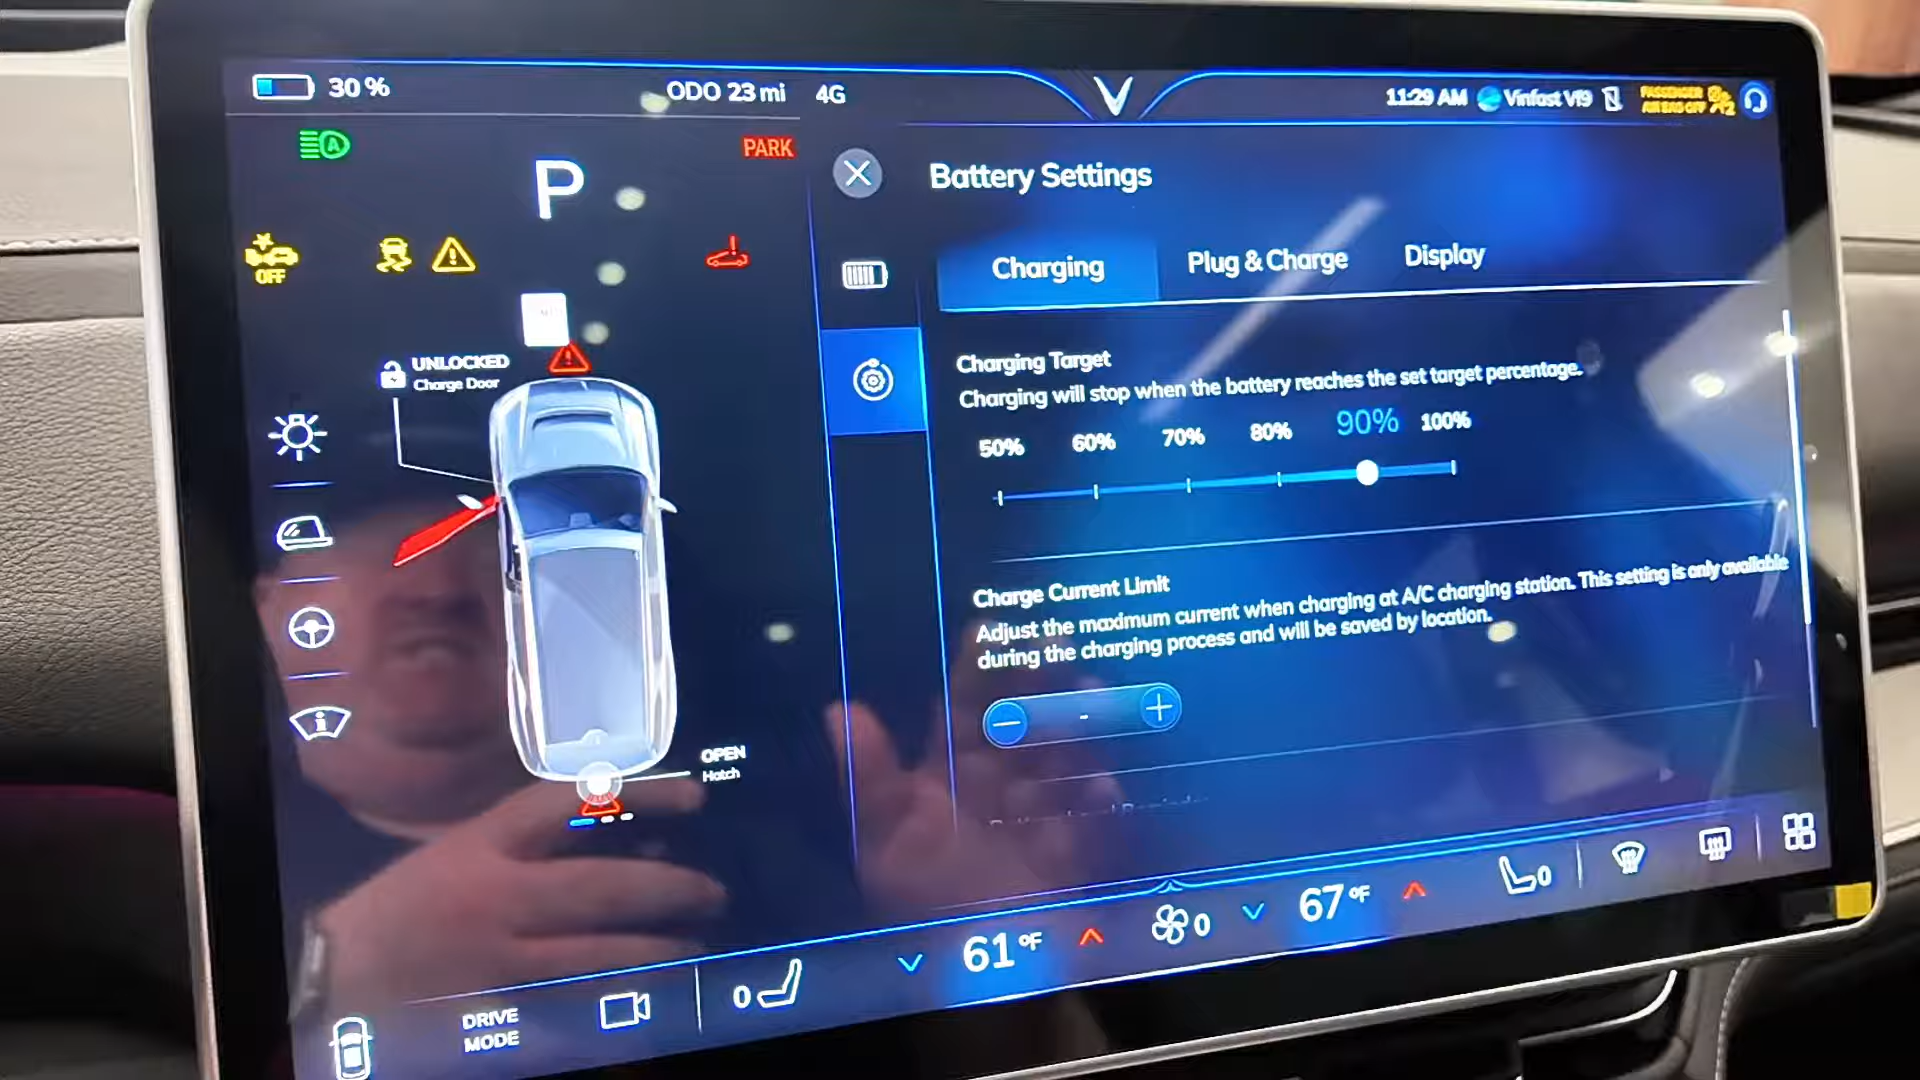 30 %
ODO 23 mi
4G
11:29 AM
Vinfast Vf9
PASSENGER
AIRBAG OFF
2
A
PARK
P
OFF
Battery Settings
Charging
Plug & Charge
Display
UNLOCKED
Charge Door
Charging Target
Charging will stop when the battery reaches the set target percentage.
50%
60%
70%
80%
90%
100%
Charge Current Limit
Adjust the maximum current when charging at A/C charging station. This setting is only available
during the charging process and will be saved by location.
-
OPEN
Hatch
DRIVE
MODE
0
61°F
0
67°F
0